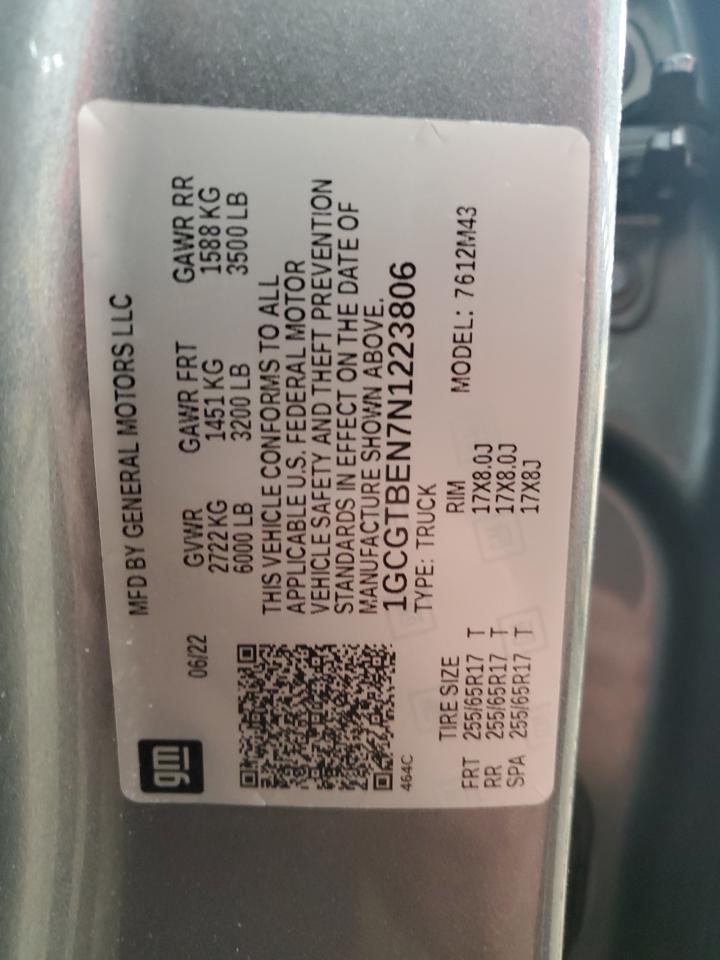 gm
MFD BY GENERAL MOTORS LLC
06/22
GVWR GAWR FRT GAWR RR
2722 KG 1451 KG 1588 KG
6000 LB 3200 LB 3500 LB
THIS VEHICLE CONFORMS TO ALL
APPLICABLE U.S. FEDERAL MOTOR
VEHICLE SAFETY AND THEFT PREVENTION
STANDARDS IN EFFECT ON THE DATE OF
MANUFACTURE SHOWN ABOVE.
1GCGTBEN7N1223806
464C
TYPE: TRUCK MODEL: 7612M43
TIRE SIZE RIM
FRT 255/65R17 T 17X8.0J
RR 255/65R17 T 17X8.0J
SPA 255/65R17 T 17X8J